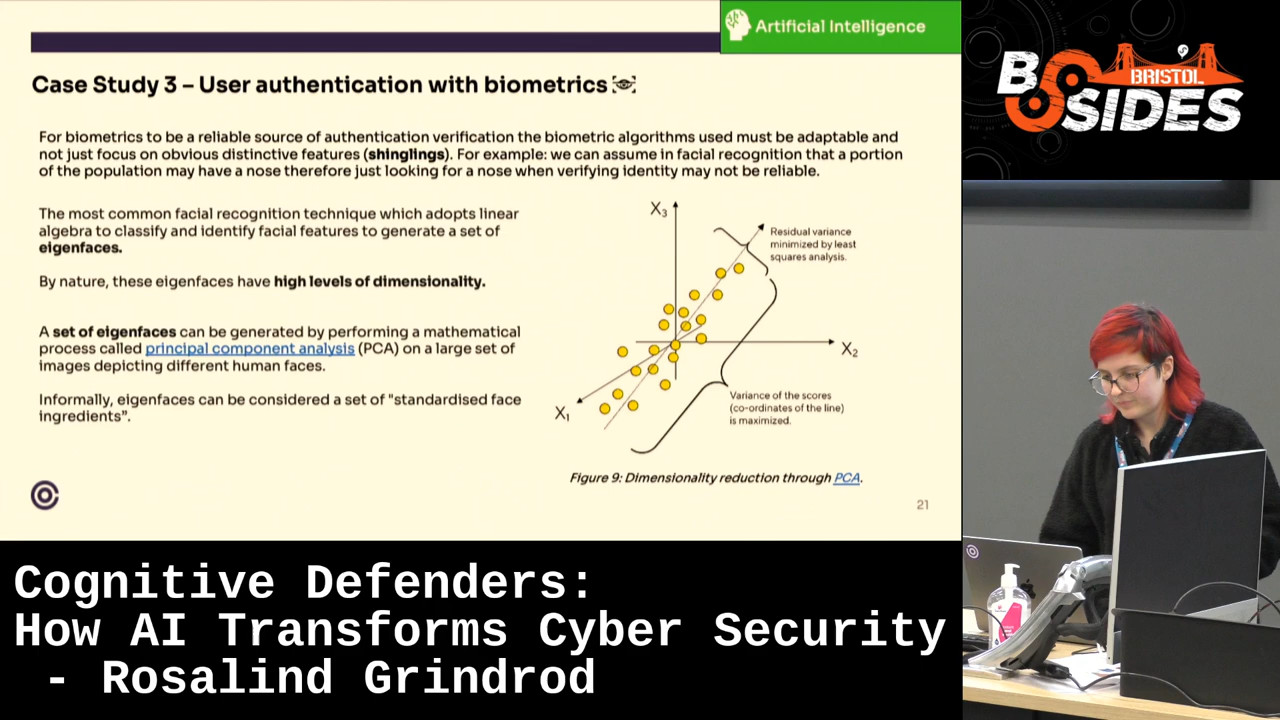 Artificial Intelligence
Case Study 3 – User authentication with biometrics
For biometrics to be a reliable source of authentication verification the biometric algorithms used must be adaptable and
not just focus on obvious distinctive features (shinglings). For example: we can assume in facial recognition that a portion
of the population may have a nose therefore just looking for a nose when verifying identity may not be reliable.
The most common facial recognition technique which adopts linear
algebra to classify and identify facial features to generate a set of
eigenfaces.
By nature, these eigenfaces have high levels of dimensionality.
A set of eigenfaces can be generated by performing a mathematical
process called principal component analysis (PCA) on a large set of
images depicting different human faces.
Informally, eigenfaces can be considered a set of "standardised face
ingredients".
X₃
Residual variance
minimized by least
squares analysis.
X₂
X₁
Variance of the scores
(co-ordinates of the line)
is maximized.
Figure 9: Dimensionality reduction through PCA.
21
BSIDES
BRISTOL
Cognitive Defenders:
How AI Transforms Cyber Security
- Rosalind Grindrod